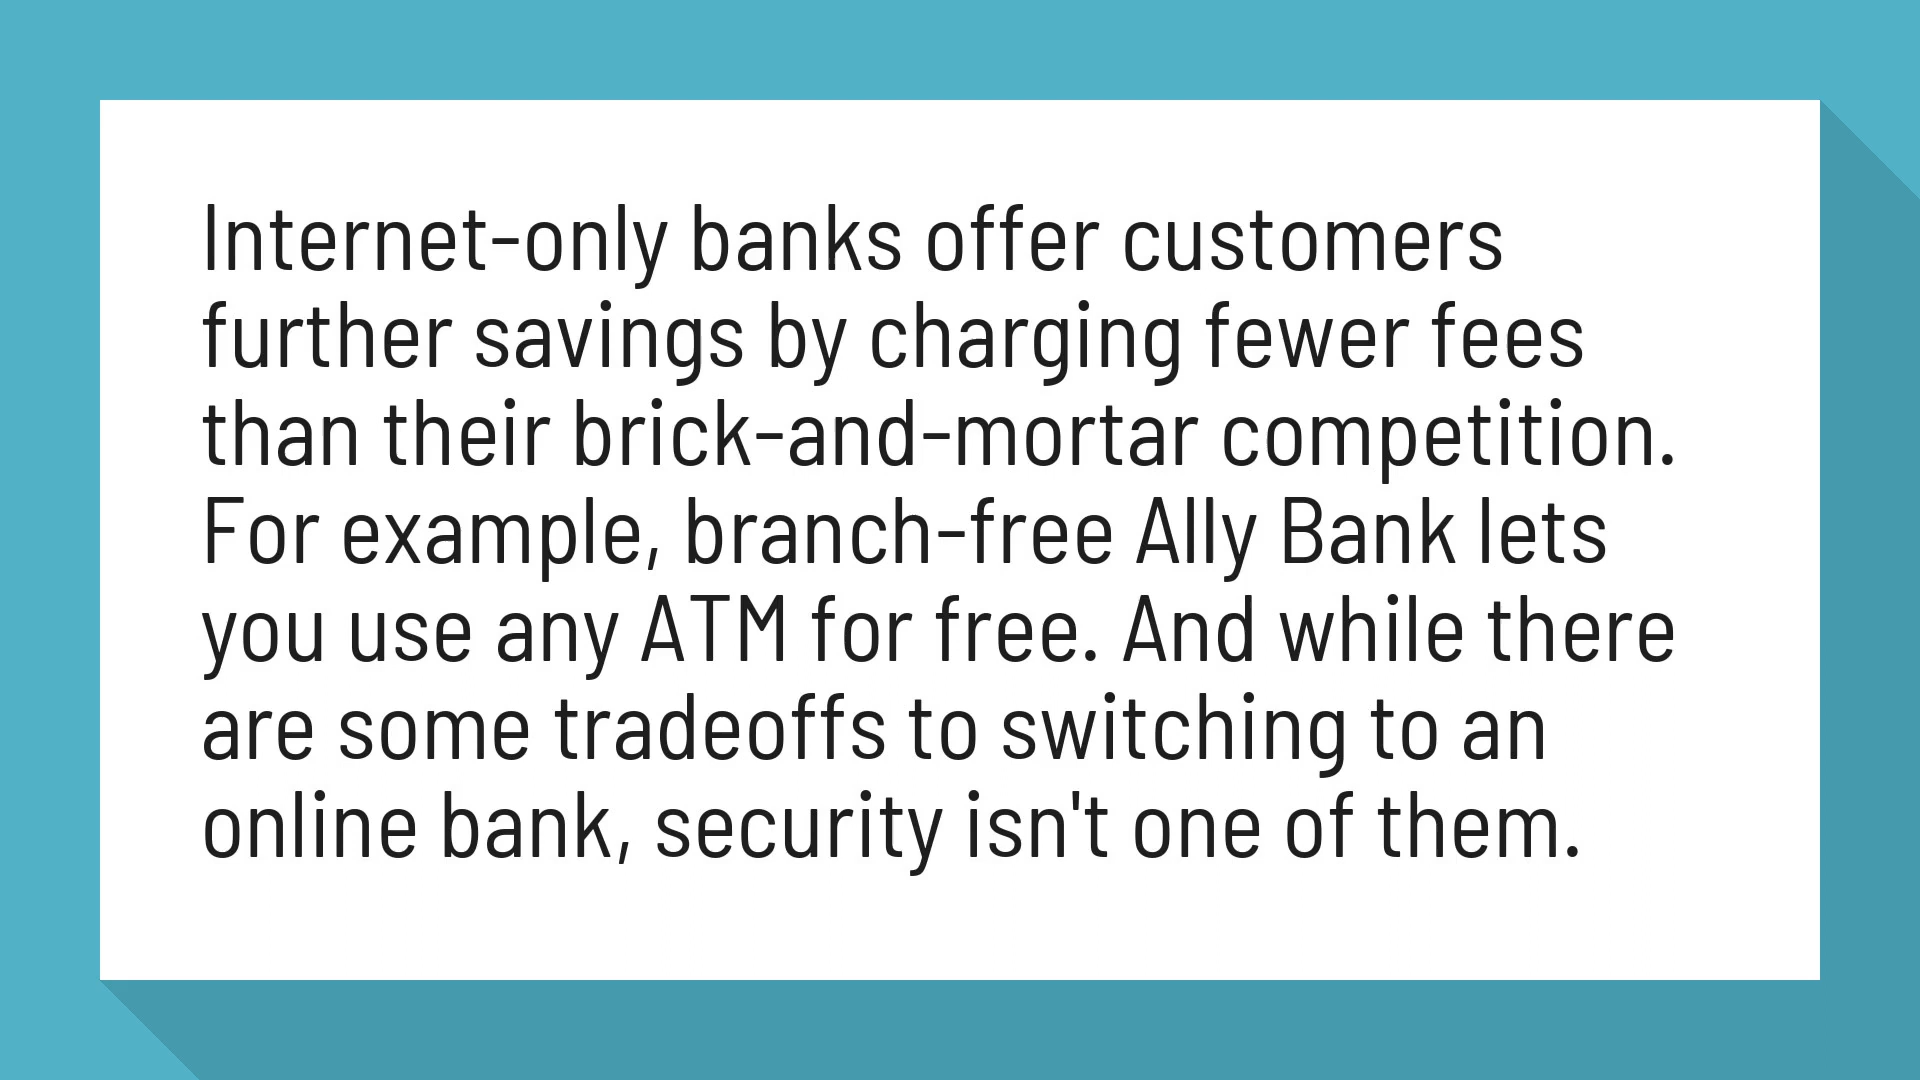 Internet-only banks offer customers
further savings by charging fewer fees
than their brick-and-mortar competition.
For example, branch-free Ally Bank lets
you use any ATM for free. And while there
are some tradeoffs to switching to an
online bank, security isn't one of them.